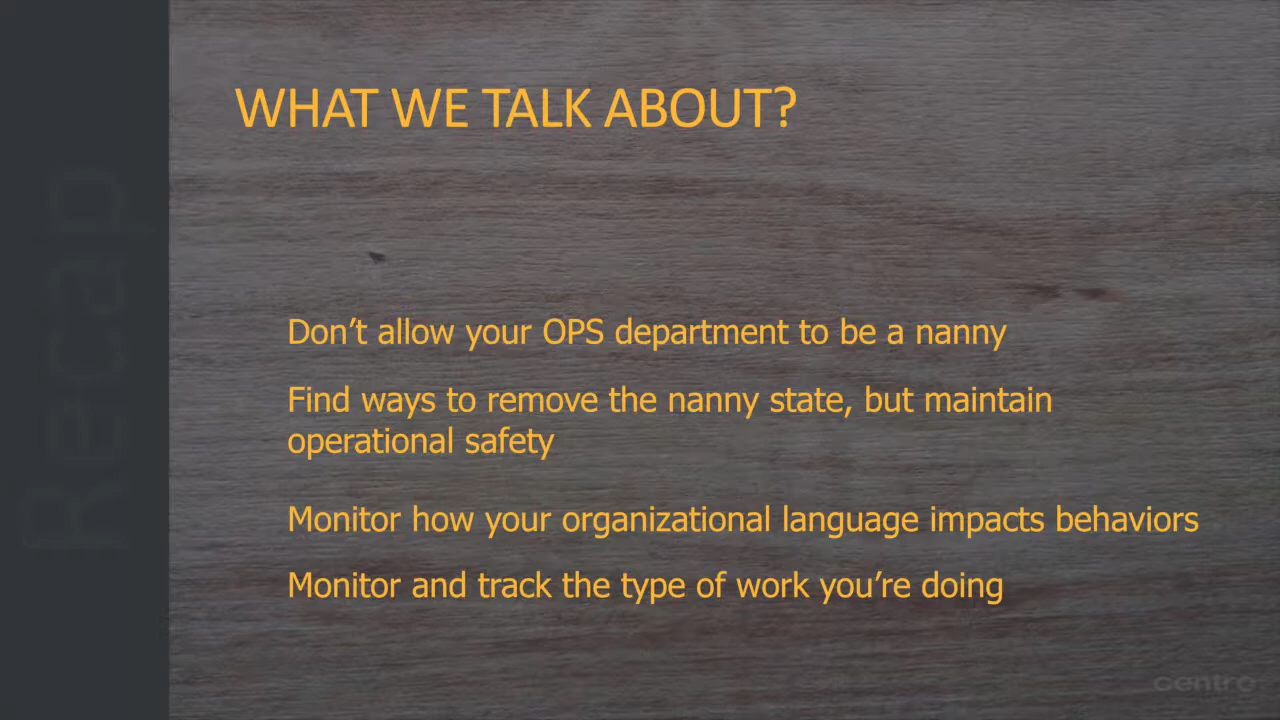 WHAT WE TALK ABOUT?
Don’t allow your OPS department to be a nanny
Find ways to remove the nanny state, but maintain
operational safety
Monitor how your organizational language impacts behaviors
Monitor and track the type of work you’re doing
Recap
centro